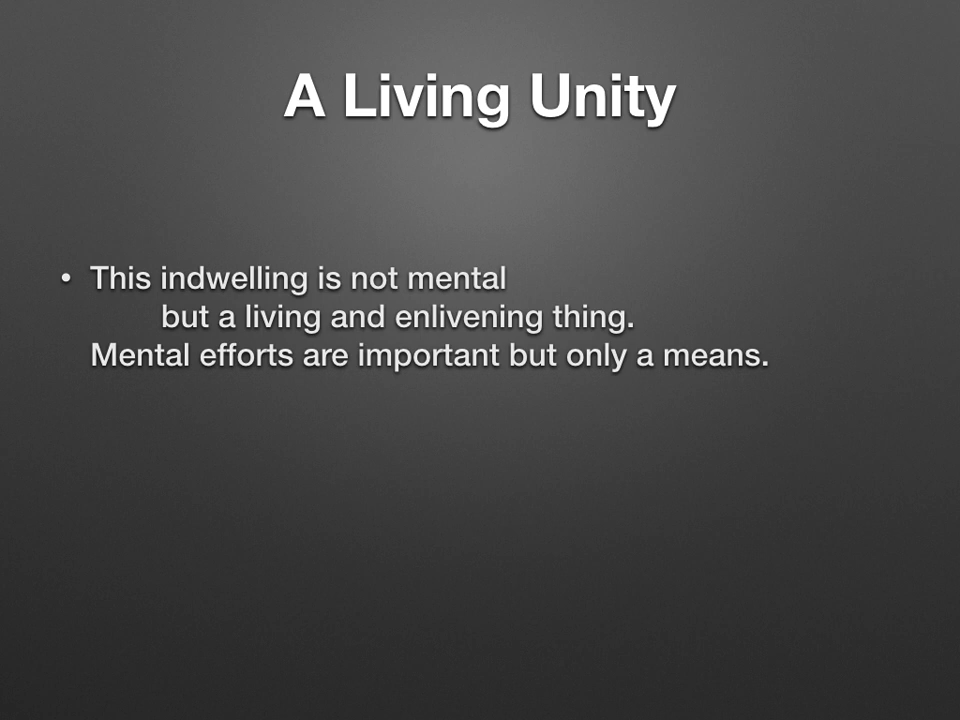 A Living Unity
• This indwelling is not mental
but a living and enlivening thing.
Mental efforts are important but only a means.